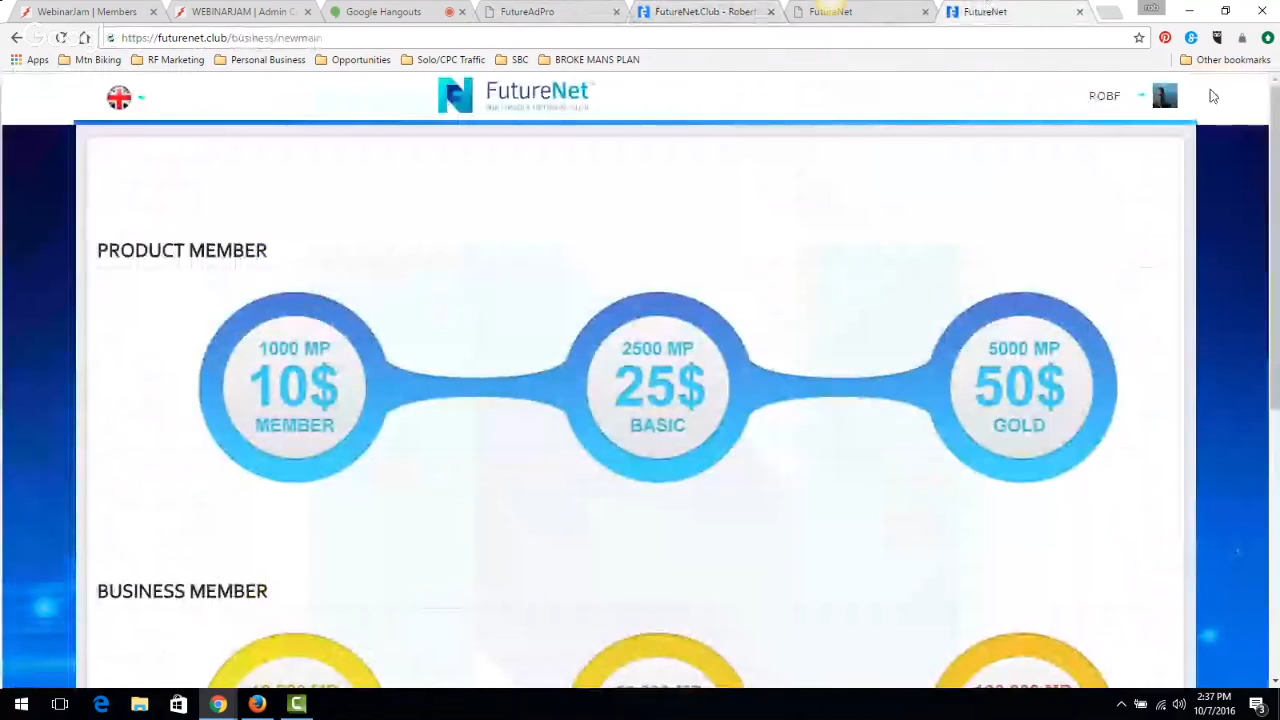 WebinarJam | Members
WEBINARJAM | Admin C
Google Hangouts
FutureAdPro
FutureNet.Club - Robert
FutureNet
FutureNet
rob
https://futurenet.club/business/newmain
Apps
Mtn Biking
RF Marketing
Personal Business
Opportunities
Solo/CPC Traffic
SBC
BROKE MANS PLAN
Other bookmarks
FutureNet
ROBF
PRODUCT MEMBER
1000 MP
10$
MEMBER
2500 MP
25$
BASIC
5000 MP
50$
GOLD
BUSINESS MEMBER
2:37 PM
10/7/2016